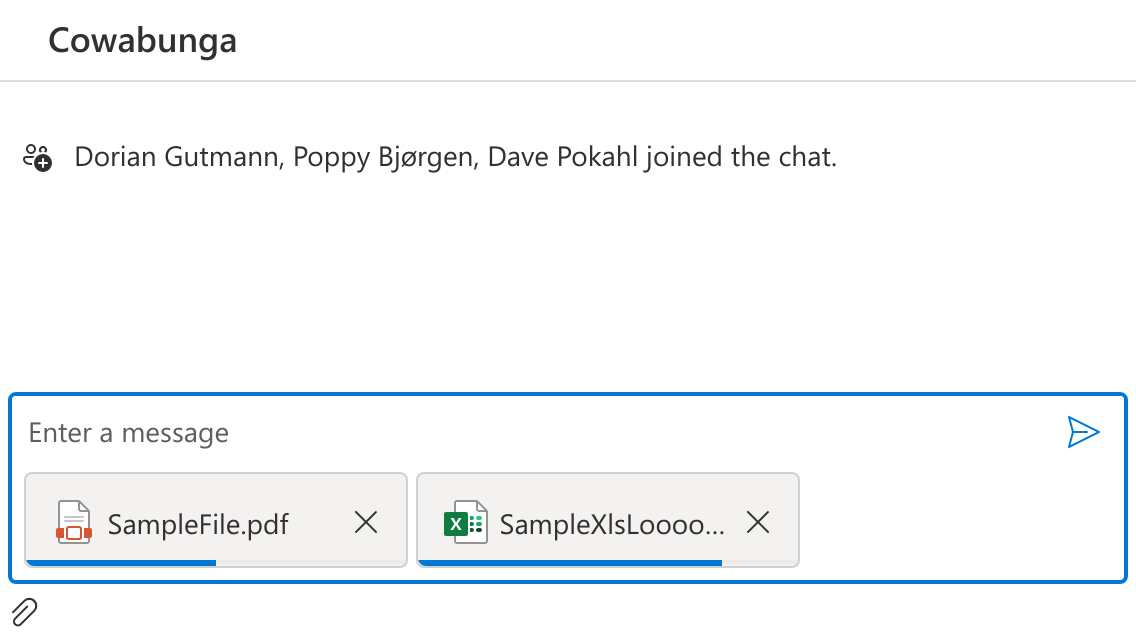 Cowabunga
Dorian Gutmann, Poppy Bjørgen, Dave Pokahl joined the chat.
Enter a message
SampleFile.pdf
X SampleXlsLoooo...